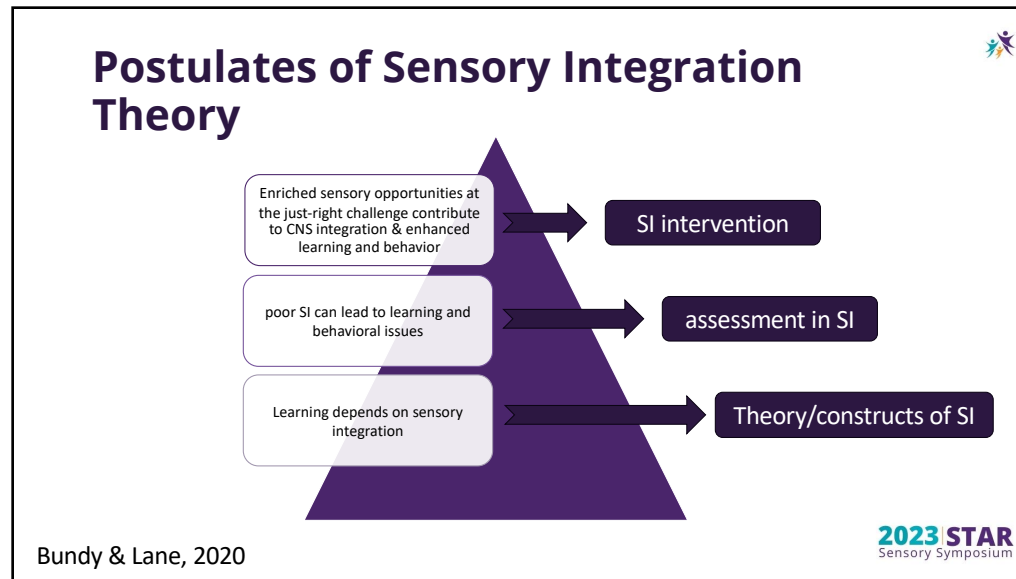 Postulates of Sensory Integration
Theory
Enriched sensory opportunities at
the just-right challenge contribute
to CNS integration & enhanced
learning and behavior
SI intervention
poor SI can lead to learning and
behavioral issues
assessment in SI
Learning depends on sensory
integration
Theory/constructs of SI
Bundy & Lane, 2020
2023 STAR
Sensory Symposium